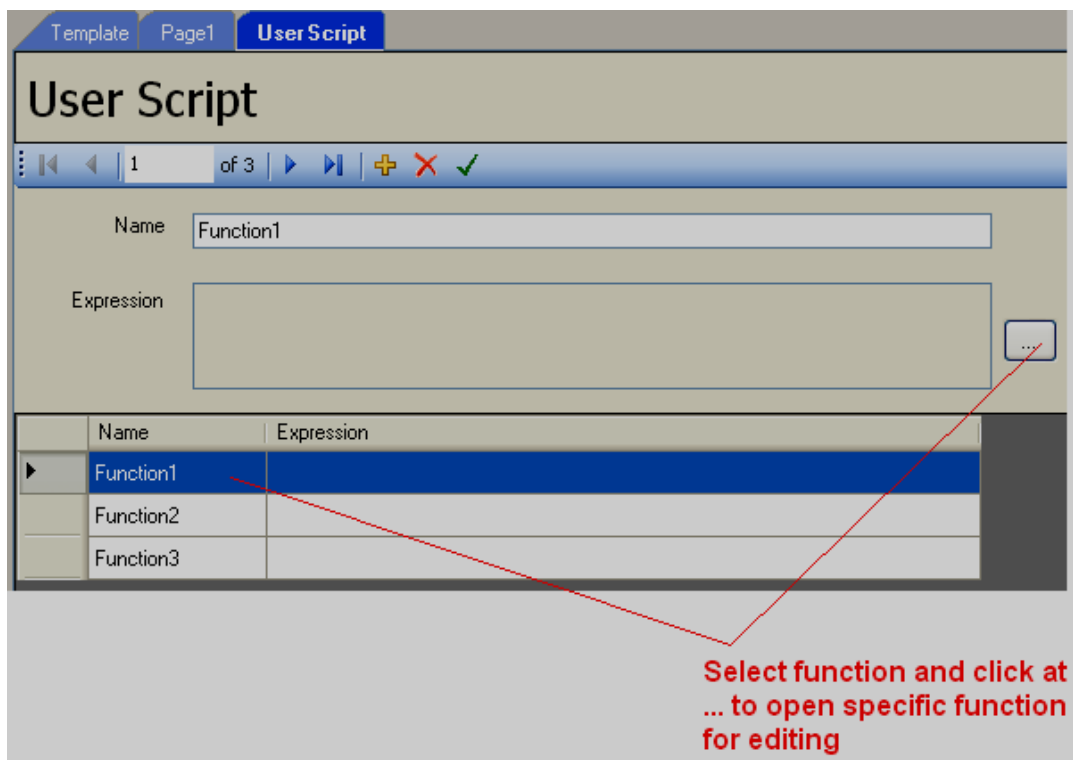 Template Page1 User Script
User Script
1 of 3
Name Function1
Expression
...
Name Expression
Function1
Function2
Function3
Select function and click at
... to open specific function
for editing